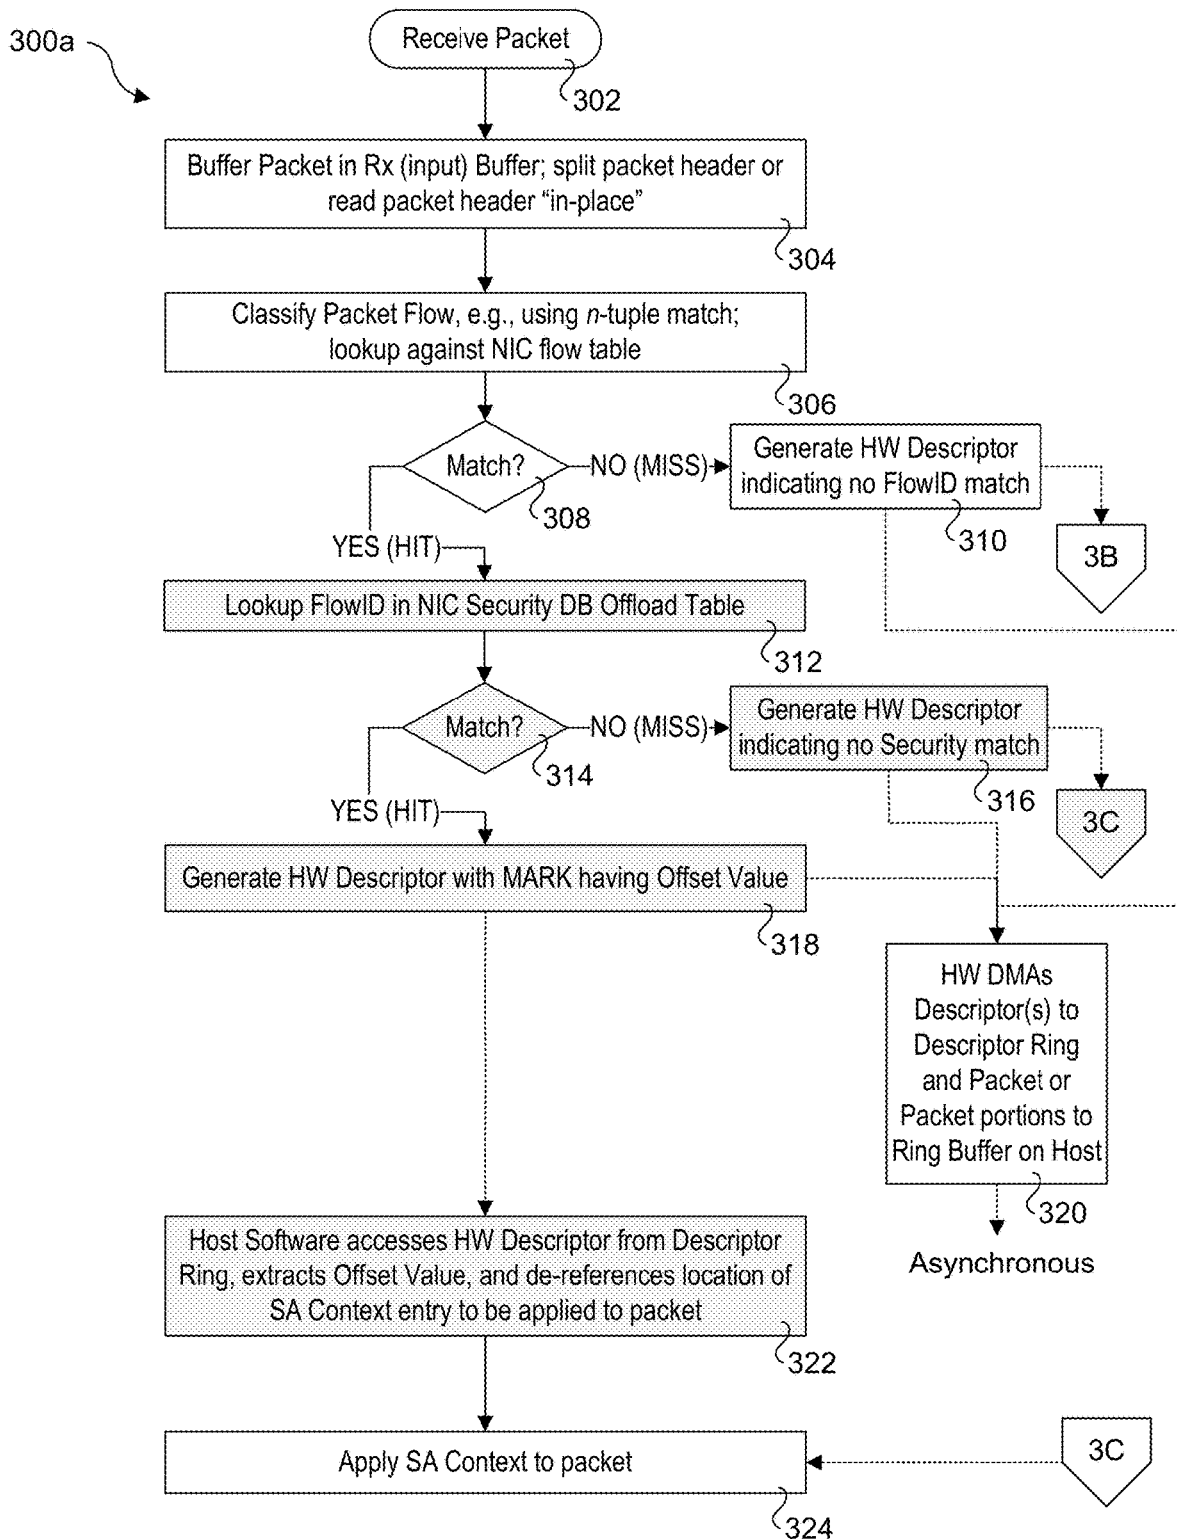 300a
Receive Packet
302
Buffer Packet in Rx (input) Buffer; split packet header or
read packet header “in-place”
304
Classify Packet Flow, e.g., using n-tuple match;
lookup against NIC flow table
306
Match?
308
NO (MISS)
Generate HW Descriptor
indicating no FlowID match
310
3B
YES (HIT)
Lookup FlowID in NIC Security DB Offload Table
312
Match?
314
NO (MISS)
Generate HW Descriptor
indicating no Security match
316
3C
YES (HIT)
Generate HW Descriptor with MARK having Offset Value
318
HW DMAs
Descriptor(s) to
Descriptor Ring
and Packet or
Packet portions to
Ring Buffer on Host
320
Asynchronous
Host Software accesses HW Descriptor from Descriptor
Ring, extracts Offset Value, and de-references location of
SA Context entry to be applied to packet
322
Apply SA Context to packet
324
3C